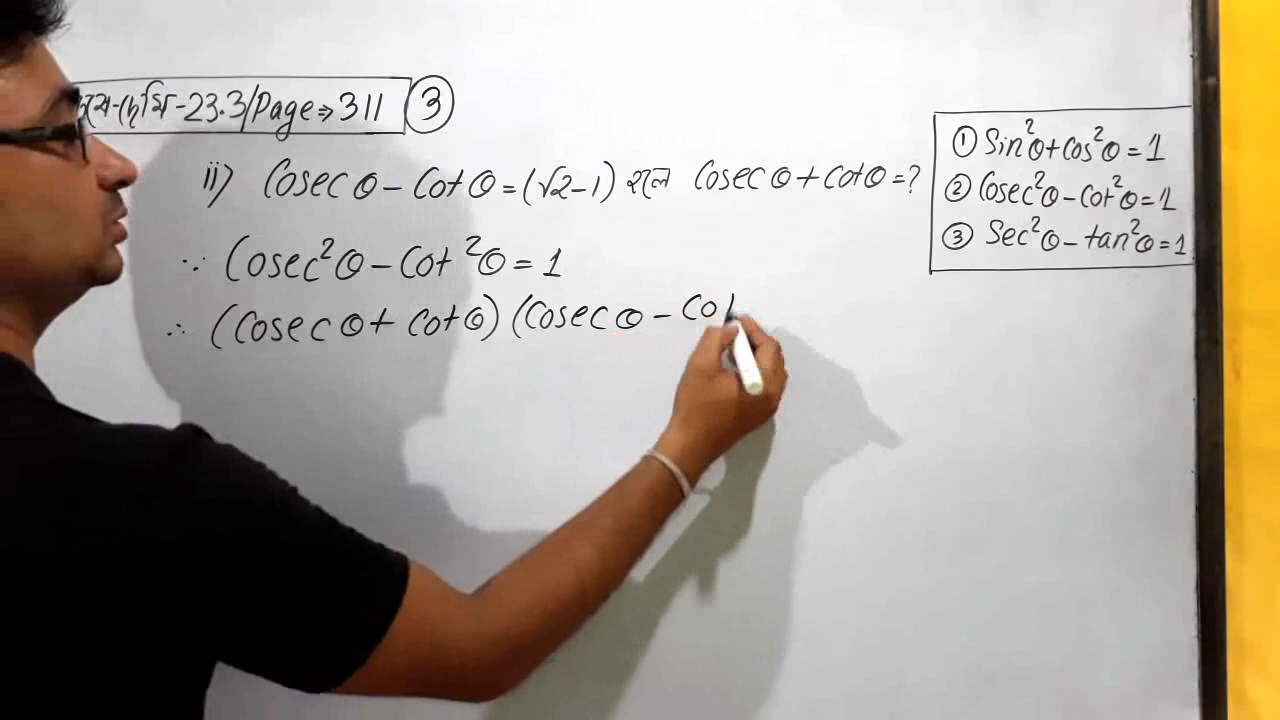 -23.3/Page⇒311 ③
ii) Cosec θ - Cot θ = (√2-1) হলে Cosec θ + Cot θ = ?
∵ Cosec²θ - Cot²θ = 1
∴ (Cosec θ + Cot θ) (Cosec θ - Cot
① Sin²θ + Cos²θ = 1
② Cosec²θ - Cot²θ = 1
③ Sec²θ - tan²θ = 1